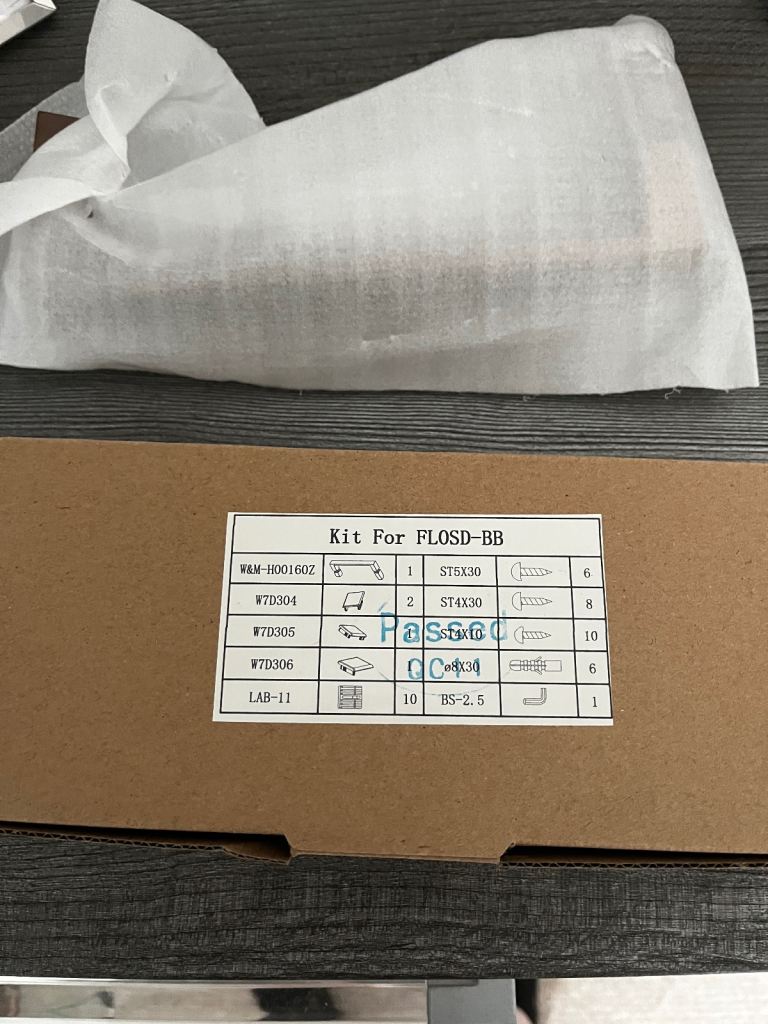 Kit For FLOSD-BB
W&M-H00160Z 1 ST5X30 6
W7D304 2 ST4X30 8
W7D305 1 ST4X10 10
W7D306 1 ø8X30 6
LAB-11 10 BS-2.5 1
Passed
QC11